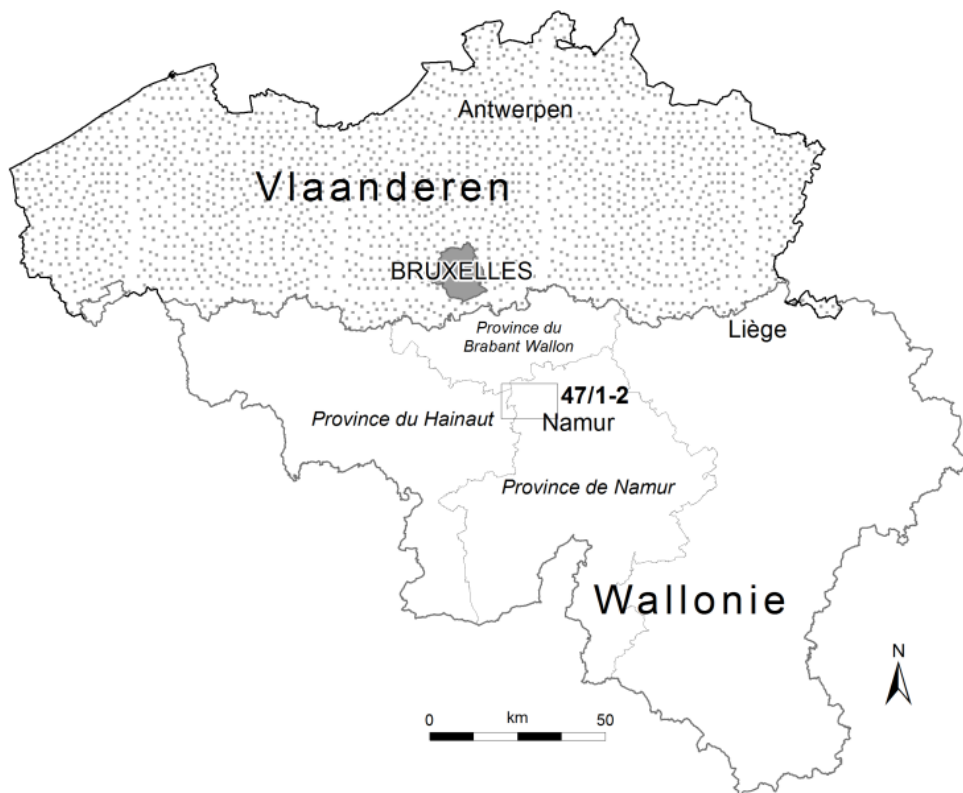 Antwerpen
Vlaanderen
BRUXELLES
Province du
Brabant Wallon
Liège
47/1-2
Province du Hainaut
Namur
Province de Namur
Wallonie
N
0 km 50